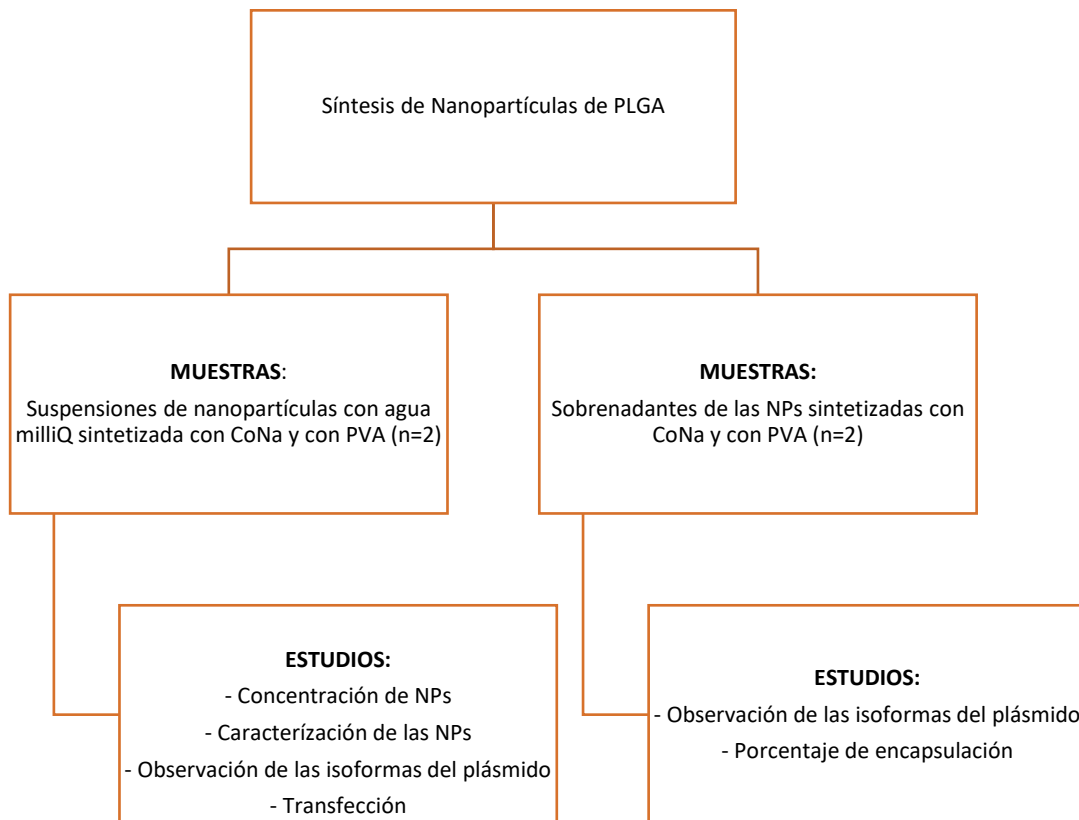 Síntesis de Nanopartículas de PLGA
MUESTRAS:
Suspensiones de nanopartículas con agua
milliQ sintetizada con CoNa y con PVA (n=2)
MUESTRAS:
Sobrenadantes de las NPs sintetizadas con
CoNa y con PVA (n=2)
ESTUDIOS:
- Concentración de NPs
- Caracterízación de las NPs
- Observación de las isoformas del plásmido
- Transfección
ESTUDIOS:
- Observación de las isoformas del plásmido
- Porcentaje de encapsulación